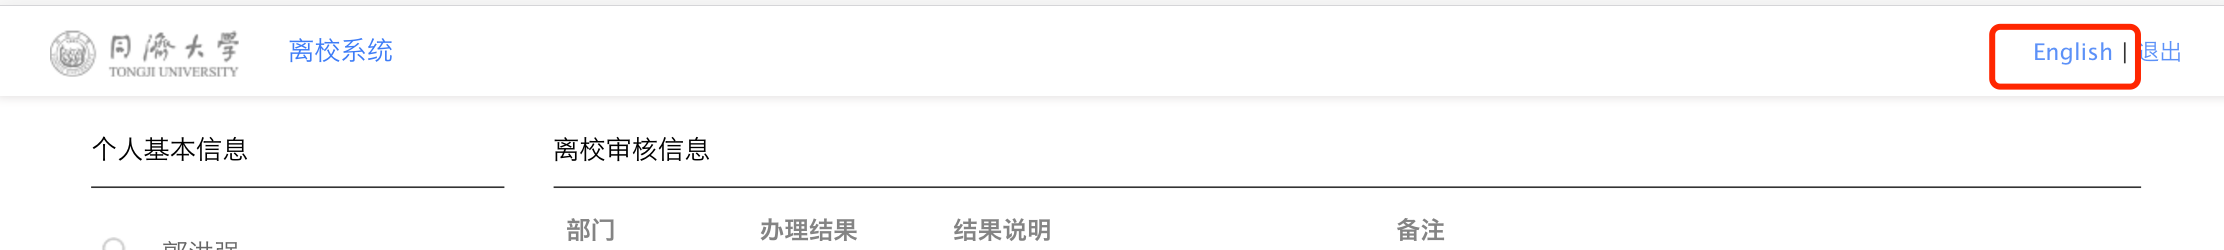 同濟大学
TONGJI UNIVERSITY
离校系统
English | 退出
个人基本信息
离校审核信息
部门 办理结果 结果说明 备注